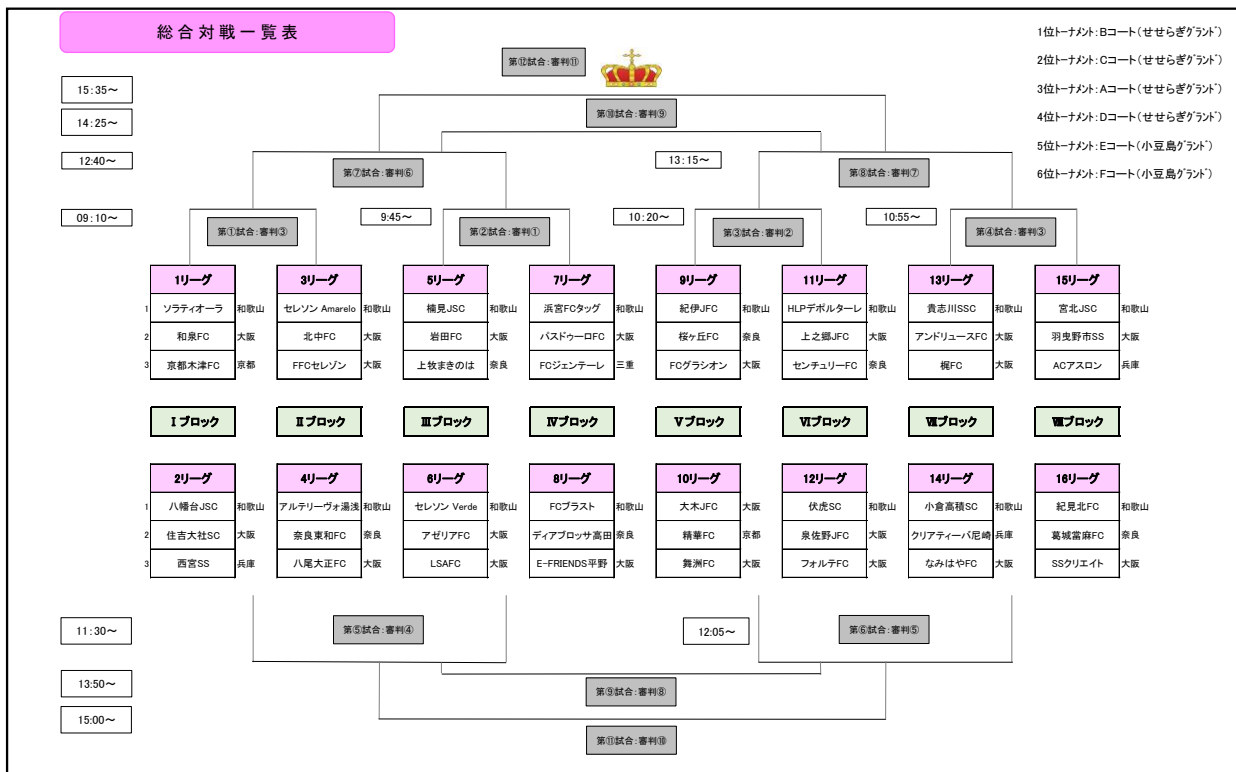 総合対戦一覧表
1位トーナメント:Bコート(せせらぎグランド)
第⑫試合:審判⑪
2位トーナメント:Cコート(せせらぎグランド)
15:35～
3位トーナメント:Aコート(せせらぎグランド)
第⑩試合:審判⑨
14:25～
4位トーナメント:Dコート(せせらぎグランド)
5位トーナメント:Eコート(小豆島グランド)
12:40～ 13:15～
第⑦試合:審判⑥ 第⑧試合:審判⑦
6位トーナメント:Fコート(小豆島グランド)
09:10～ 9:45～ 10:20～ 10:55～
第①試合:審判③ 第②試合:審判① 第③試合:審判② 第④試合:審判③
1リーグ 3リーグ 5リーグ 7リーグ 9リーグ 11リーグ 13リーグ 15リーグ
1 ソラティオーラ 和歌山 セレソン Amarelo 和歌山 楠見JSC 和歌山 浜宮FCタッグ 和歌山 紀伊JFC 和歌山 HLPデポルターレ 和歌山 貴志川SSC 和歌山 宮北JSC 和歌山
2 和泉FC 大阪 北中FC 大阪 岩田FC 大阪 パスドゥーロFC 大阪 桜ヶ丘FC 奈良 上之郷JFC 大阪 アンドリュースFC 大阪 羽曳野市SS 大阪
3 京都木津FC 京都 FFCセレゾン 大阪 上牧まきのは 奈良 FCジェンテーレ 三重 FCグラシオン 大阪 センチュリーFC 奈良 梶FC 大阪 ACアスロン 兵庫
Ⅰブロック Ⅱブロック Ⅲブロック Ⅳブロック Ⅴブロック Ⅵブロック Ⅶブロック Ⅷブロック
2リーグ 4リーグ 6リーグ 8リーグ 10リーグ 12リーグ 14リーグ 16リーグ
1 八幡台JSC 和歌山 アルテリーヴォ湯浅 和歌山 セレソン Verde 和歌山 FCブラスト 和歌山 大木JFC 大阪 伏虎SC 和歌山 小倉高積SC 和歌山 紀見北FC 和歌山
2 住吉大社SC 大阪 奈良東和FC 奈良 アゼリアFC 大阪 ディアブロッサ高田 奈良 精華FC 京都 泉佐野JFC 大阪 クリアティーバ尼崎 兵庫 葛城當麻FC 奈良
3 西宮SS 兵庫 八尾大正FC 大阪 LSAFC 大阪 E-FRIENDS平野 大阪 舞洲FC 大阪 フォルテFC 大阪 なみはやFC 大阪 SSクリエイト 大阪
11:30～ 第⑤試合:審判④ 12:05～ 第⑥試合:審判⑤
13:50～
第⑨試合:審判⑧
15:00～
第⑪試合:審判⑩